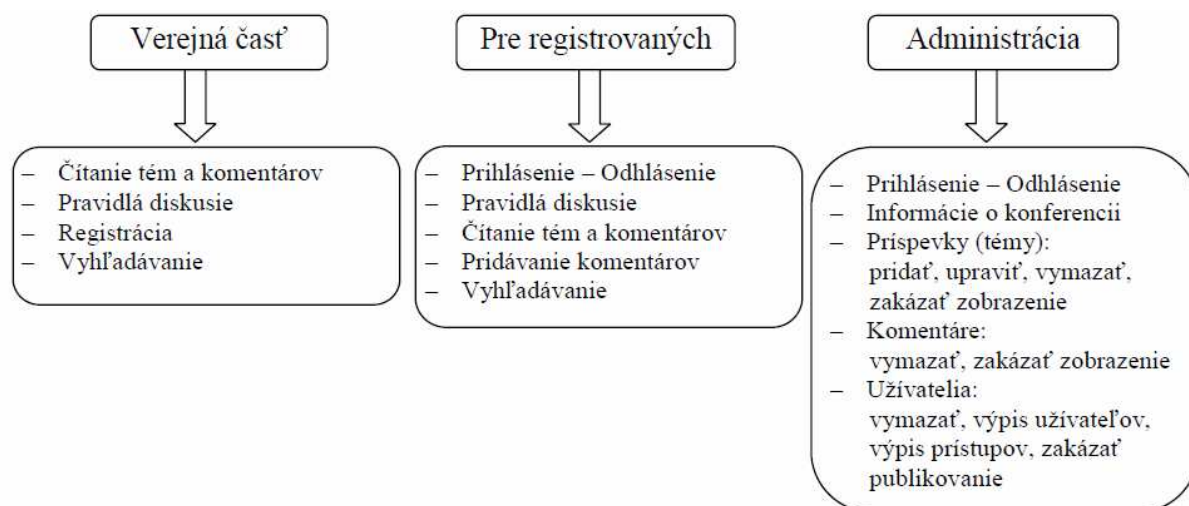 Verejná časť
Čítanie tém a komentárov
Pravidlá diskusie
Registrácia
Vyhľadávanie
Pre registrovaných
Prihlásenie – Odhlásenie
Pravidlá diskusie
Čítanie tém a komentárov
Pridávanie komentárov
Vyhľadávanie
Administrácia
Prihlásenie – Odhlásenie
Informácie o konferencii
Príspevky (témy):
pridať, upraviť, vymazať,
zakázať zobrazenie
Komentáre:
vymazať, zakázať zobrazenie
Užívatelia:
vymazať, výpis užívateľov,
výpis prístupov, zakázať
publikovanie